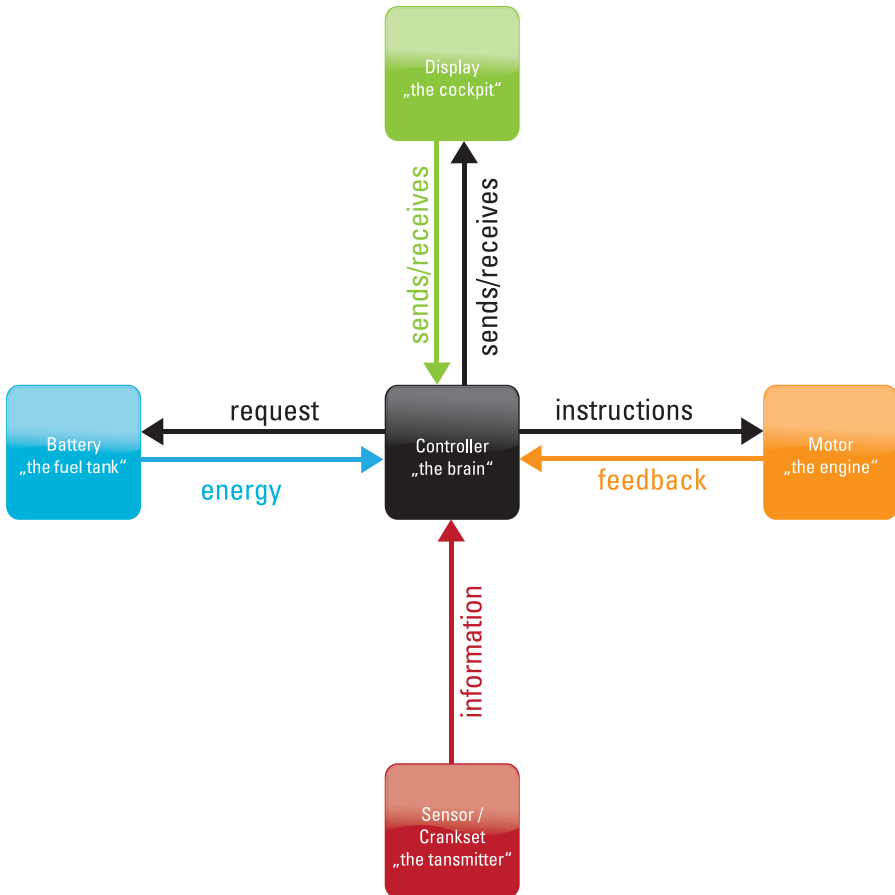 Display
„the cockpit“
sends/receives
sends/receives
request
instructions
Battery
„the fuel tank“
Controller
„the brain“
Motor
„the engine“
energy
feedback
information
Sensor /
Crankset
„the tansmitter“